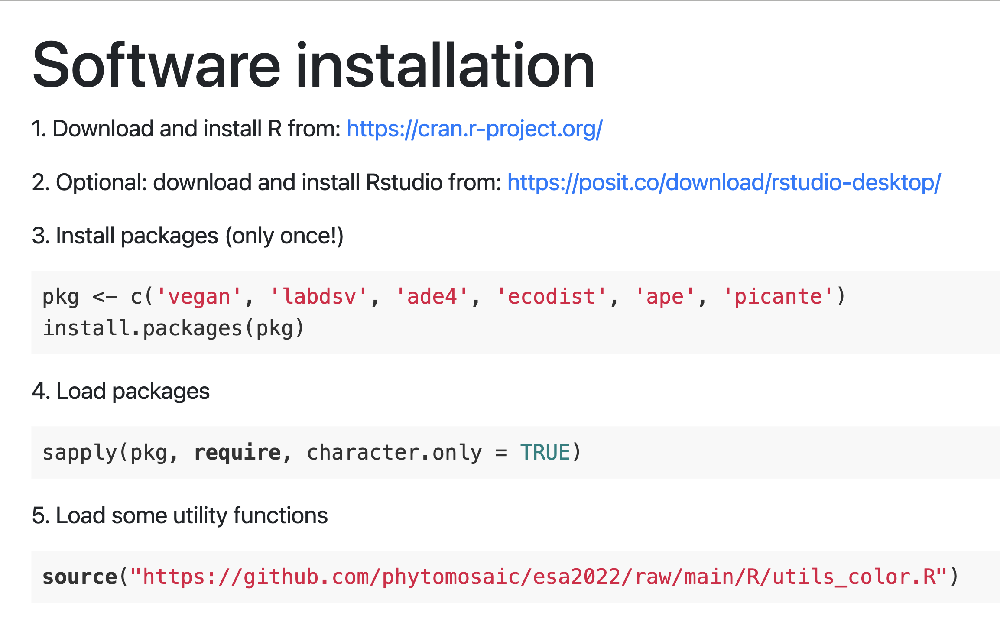 Software installation
1. Download and install R from: https://cran.r-project.org/
2. Optional: download and install Rstudio from: https://posit.co/download/rstudio-desktop/
3. Install packages (only once!)
pkg <- c('vegan', 'labdsv', 'ade4', 'ecodist', 'ape', 'picante')
install.packages(pkg)
4. Load packages
sapply(pkg, require, character.only = TRUE)
5. Load some utility functions
source("https://github.com/phytomosaic/esa2022/raw/main/R/utils_color.R")